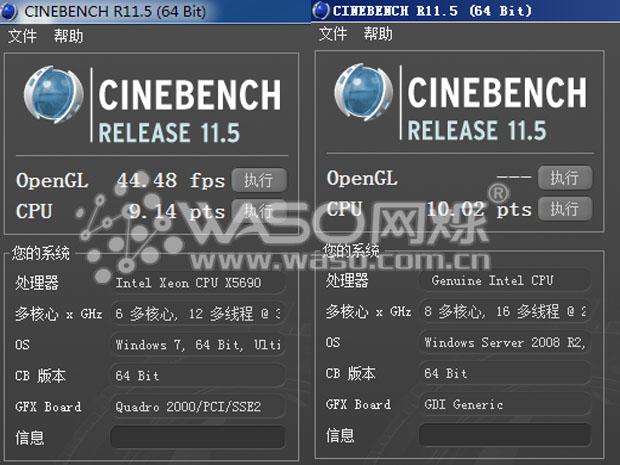 CINEBENCH R11.5 (64 Bit)
文件 帮助
CINEBENCH
RELEASE 11.5
OpenGL 44.48 fps 执行
CPU 9.14 pts 执行
您的系统
处理器 Intel Xeon CPU X5690
多核心 x GHz 6 多核心, 12 多线程 @ 3
OS Windows 7, 64 Bit, Ulti
CB 版本 64 Bit
GFX Board Quadro 2000/PCI/SSE2
信息
CINEBENCH R11.5 (64 Bit)
文件 帮助
CINEBENCH
RELEASE 11.5
OpenGL --- 执行
CPU 10.02 pts 执行
您的系统
处理器 Genuine Intel CPU
多核心 x GHz 8 多核心, 16 多线程 @ 2
OS Windows Server 2008 R2,
CB 版本 64 Bit
GFX Board GDI Generic
信息
WASO网烁®
www.waso.com.cn